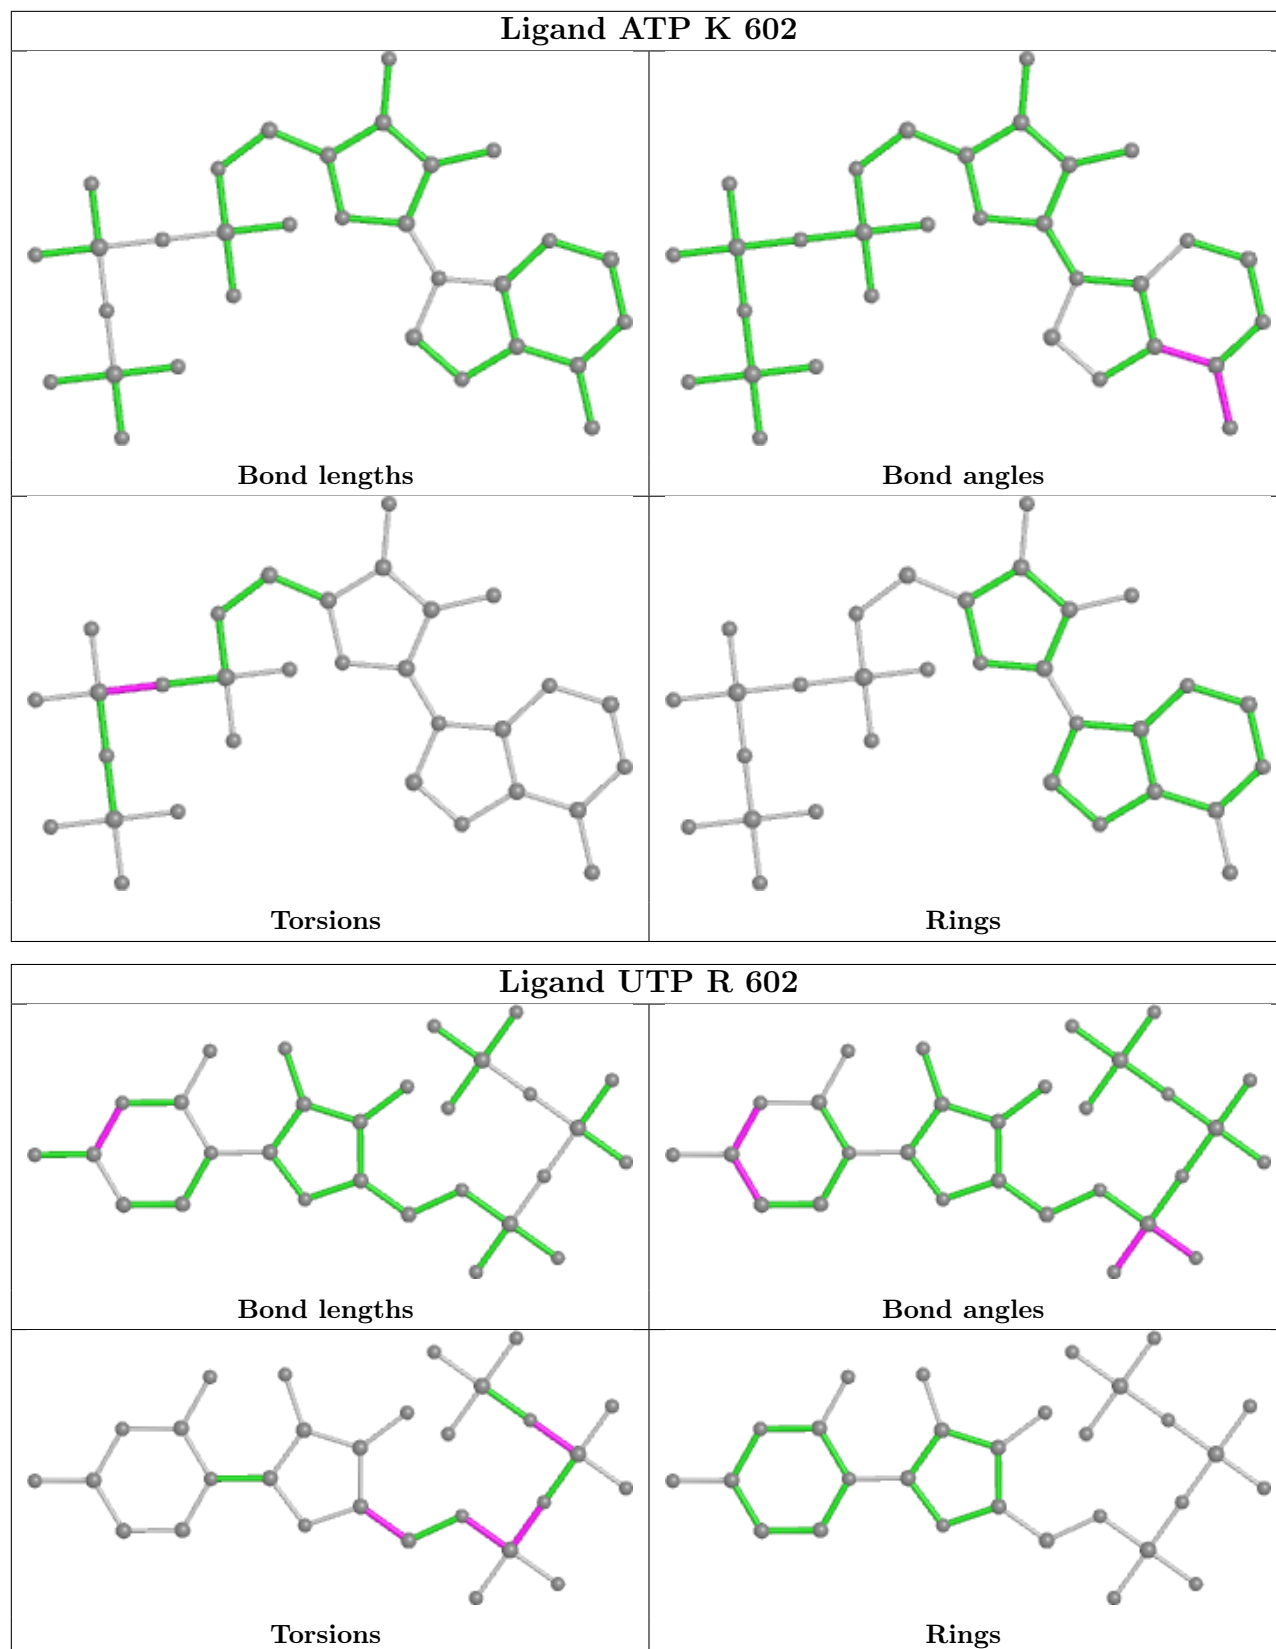 Ligand ATP K 602
Bond lengths
Bond angles
Torsions
Rings
Ligand UTP R 602
Bond lengths
Bond angles
Torsions
Rings